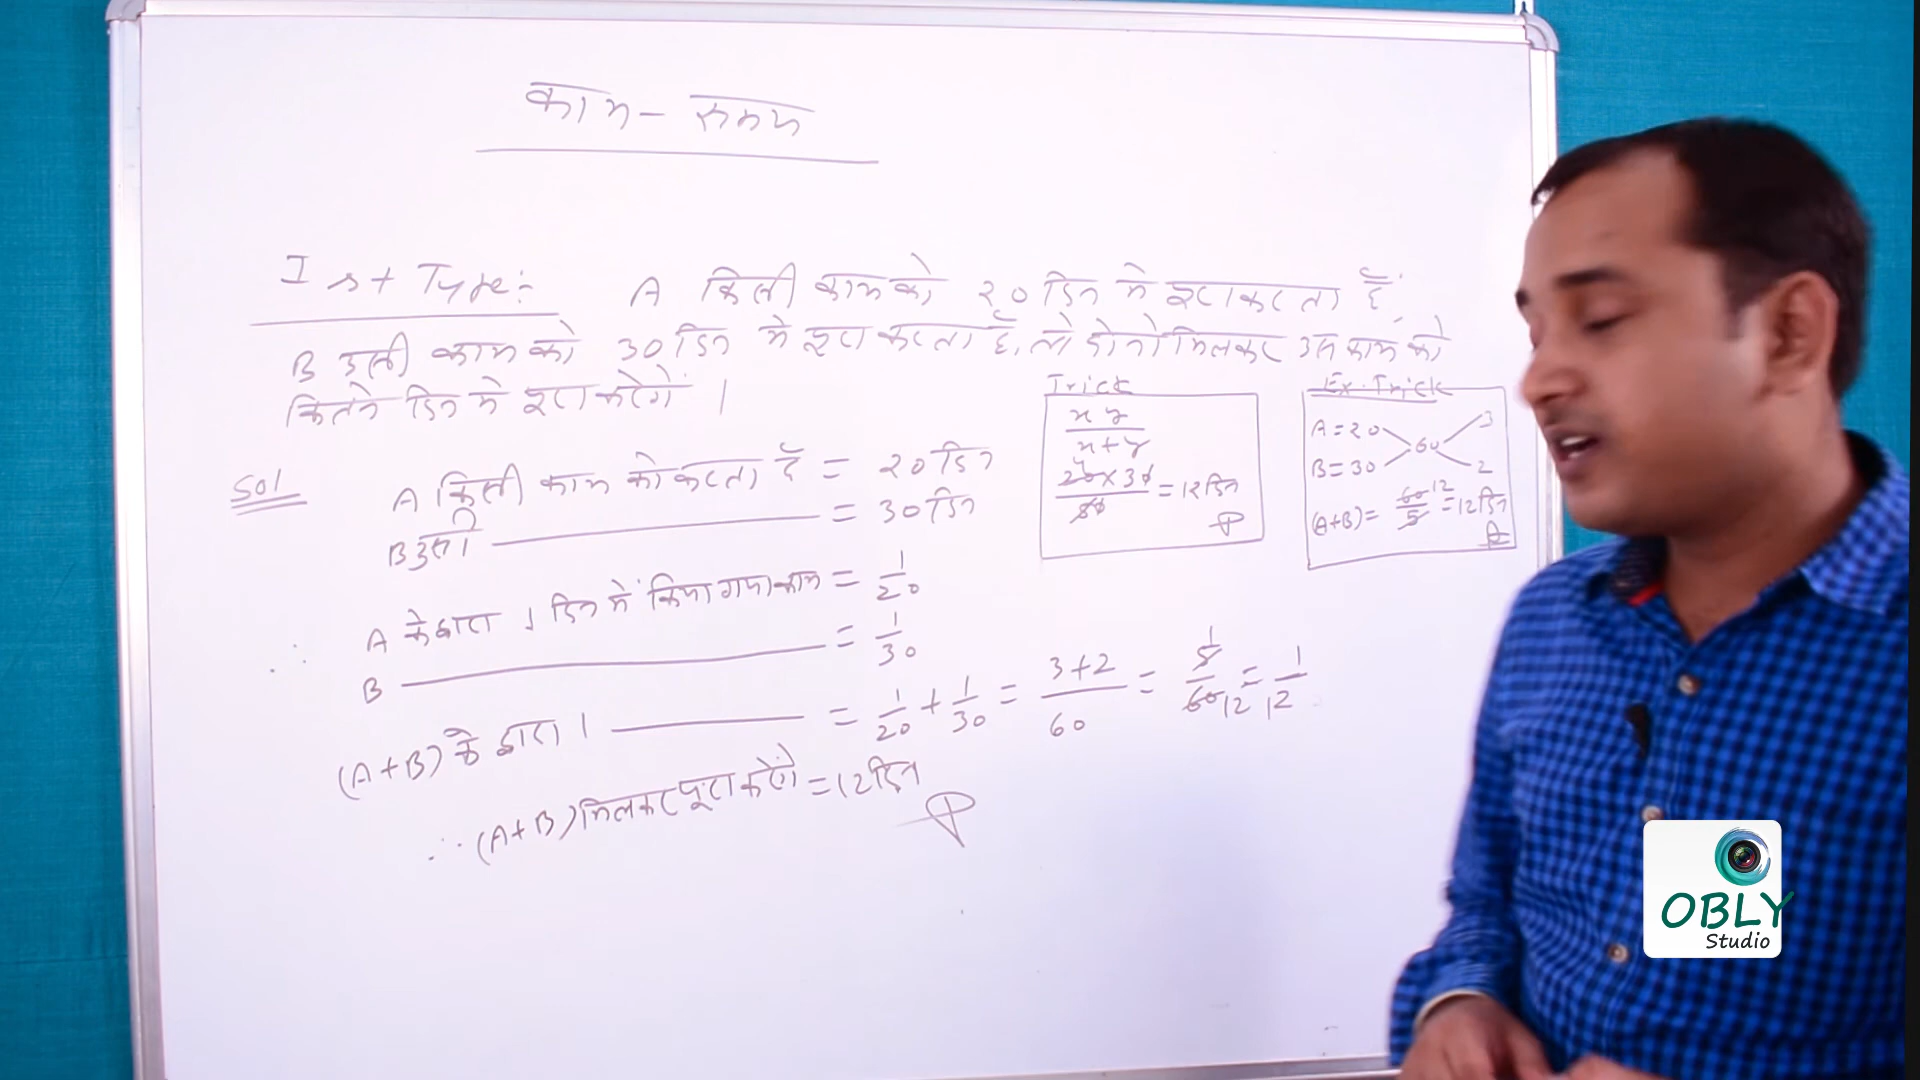 काम - समय
Ist Type:- A किसी काम को 20 दिन में पूरा करता है,
B उसी काम को 30 दिन में पूरा करता है, तो दोनों मिलकर उस काम को
कितने दिन में पूरा करेंगे ।
Sol
A किसी काम को करता है = 20 दिन
B उसी ——— = 30 दिन
∴ A के द्वारा 1 दिन में किया गया काम = 1/20
B ——— = 1/30
(A+B) के द्वारा 1 ——— = 1/20 + 1/30 = 3+2/60 = 5/60 = 1/12
∴ (A+B) मिलकर पूरा करेंगे = 12 दिन
Trick
xy
x+y
20×30/50 = 12 दिन
Ex. Trick
A = 20 3
60
B = 30 2
(A+B) = 60/5 = 12 दिन
OBLY
Studio